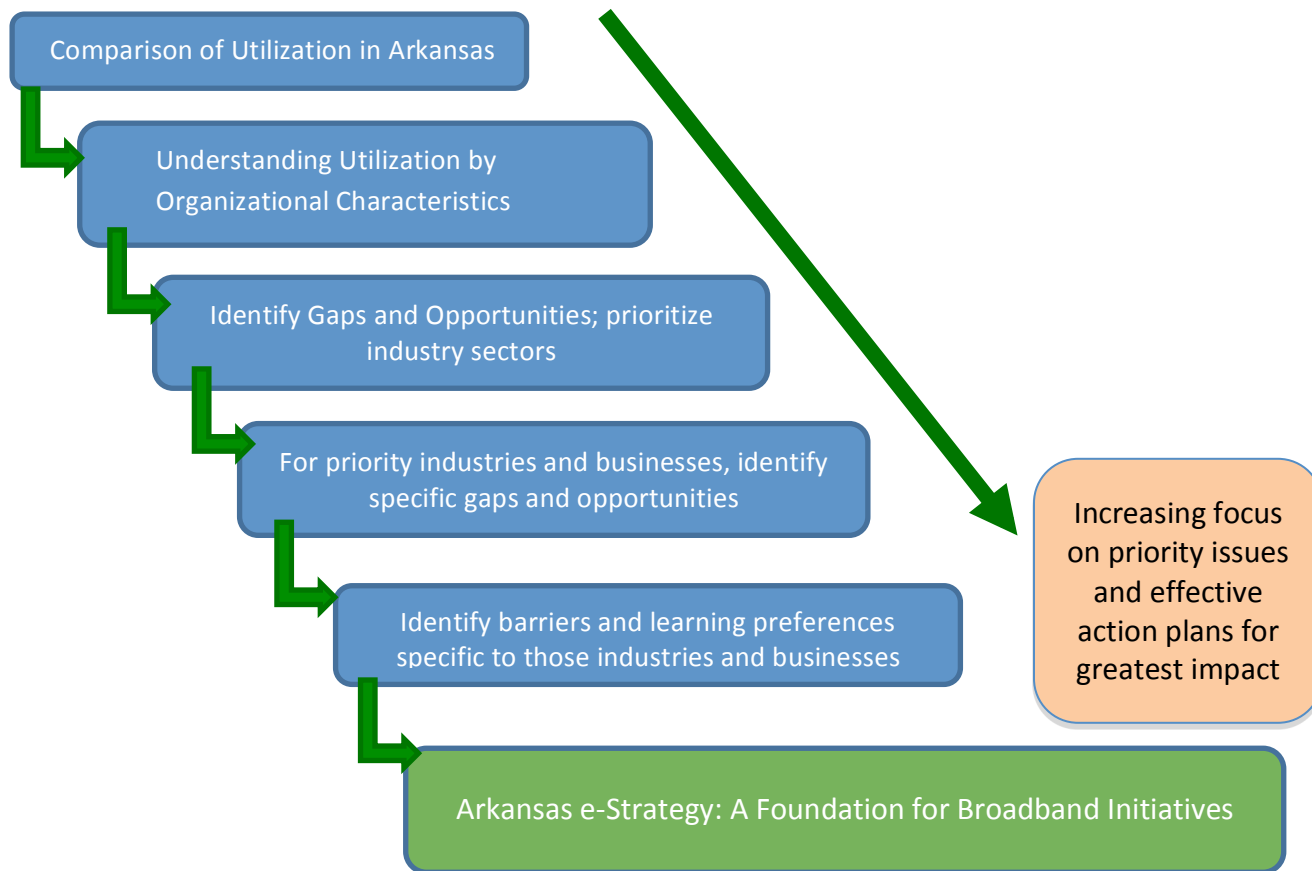 Comparison of Utilization in Arkansas
Understanding Utilization by
Organizational Characteristics
Identify Gaps and Opportunities; prioritize
industry sectors
For priority industries and businesses, identify
specific gaps and opportunities
Identify barriers and learning preferences
specific to those industries and businesses
Increasing focus
on priority issues
and effective
action plans for
greatest impact
Arkansas e-Strategy: A Foundation for Broadband Initiatives